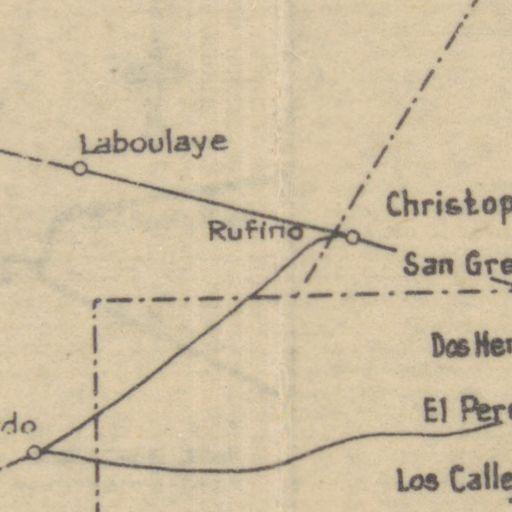 Laboulaye
Christop
Rufino
San Gre
Dos Her
El Pere
do
Los Calle